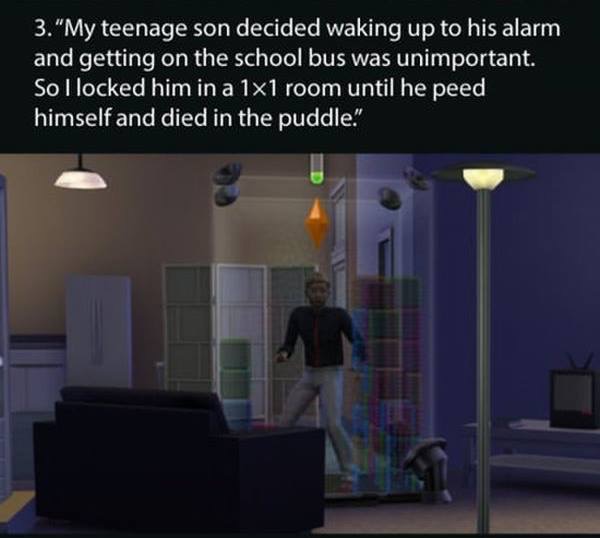 3. “My teenage son decided waking up to his alarm
and getting on the school bus was unimportant.
So I locked him in a 1×1 room until he peed
himself and died in the puddle.”